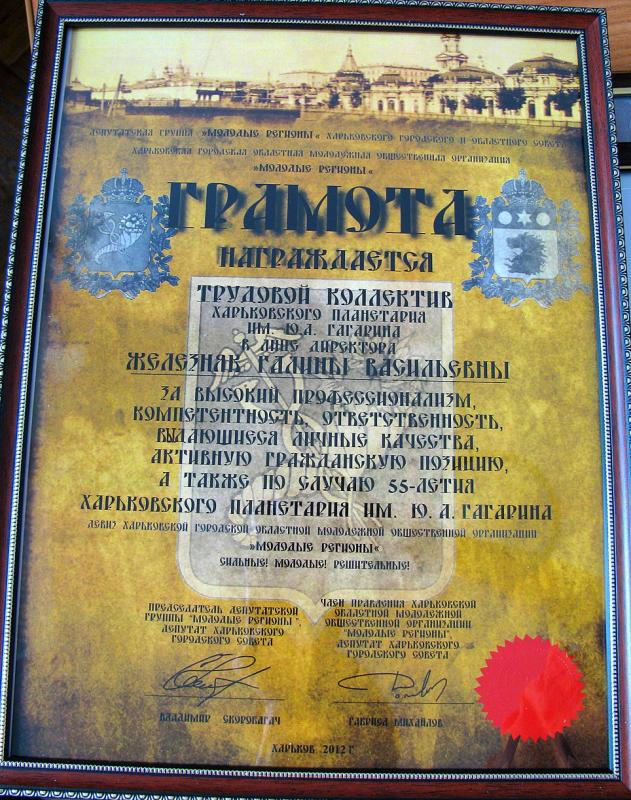 депутатская группа «МОЛОДЫЕ РЕГИОНЫ» Харьковского городского и областного совета
Харьковская городская областная молодежная общественная организация
«МОЛОДЫЕ РЕГИОНЫ»
ГРАМОТА
НАГРАЖДАЕТСЯ
ТРУДОВОЙ КОЛЛЕКТИВ
ХАРЬКОВСКОГО ПЛАНЕТАРИЯ
ИМ. Ю.А. ГАГАРИНА
В ЛИЦЕ ДИРЕКТОРА
ЖЕЛЕЗНЯК ГАЛИНЫ ВАСИЛЬЕВНЫ
ЗА ВЫСОКИЙ ПРОФЕССИОНАЛИЗМ,
КОМПЕТЕНТНОСТЬ, ОТВЕТСТВЕННОСТЬ,
ВЫДАЮЩИЕСЯ ЛИЧНЫЕ КАЧЕСТВА,
АКТИВНУЮ ГРАЖДАНСКУЮ ПОЗИЦИЮ,
А ТАКЖЕ ПО СЛУЧАЮ 55-ЛЕТИЯ
ХАРЬКОВСКОГО ПЛАНЕТАРИЯ ИМ. Ю. А. ГАГАРИНА
ДЕВИЗ ХАРЬКОВСКОЙ ГОРОДСКОЙ ОБЛАСТНОЙ МОЛОДЕЖНОЙ ОБЩЕСТВЕННОЙ ОРГАНИЗАЦИИ
«МОЛОДЫЕ РЕГИОНЫ»
СИЛЬНЫЕ! МОЛОДЫЕ! РЕШИТЕЛЬНЫЕ!
ПРЕДСЕДАТЕЛЬ ДЕПУТАТСКОЙ
ГРУППЫ "МОЛОДЫЕ РЕГИОНЫ",
ДЕПУТАТ ХАРЬКОВСКОГО
ГОРОДСКОГО СОВЕТА
ВЛАДИМИР СКОРОБАГАЧ
ЧЛЕН ПРАВЛЕНИЯ ХАРЬКОВСКОЙ
ОБЛАСТНОЙ МОЛОДЕЖНОЙ
ОБЩЕСТВЕННОЙ ОРГАНИЗАЦИИ
"МОЛОДЫЕ РЕГИОНЫ",
ДЕПУТАТ ХАРЬКОВСКОГО
ГОРОДСКОГО СОВЕТА
ГАВРИСА МИХАЙЛОВ
ХАРЬКОВ 2012 Г